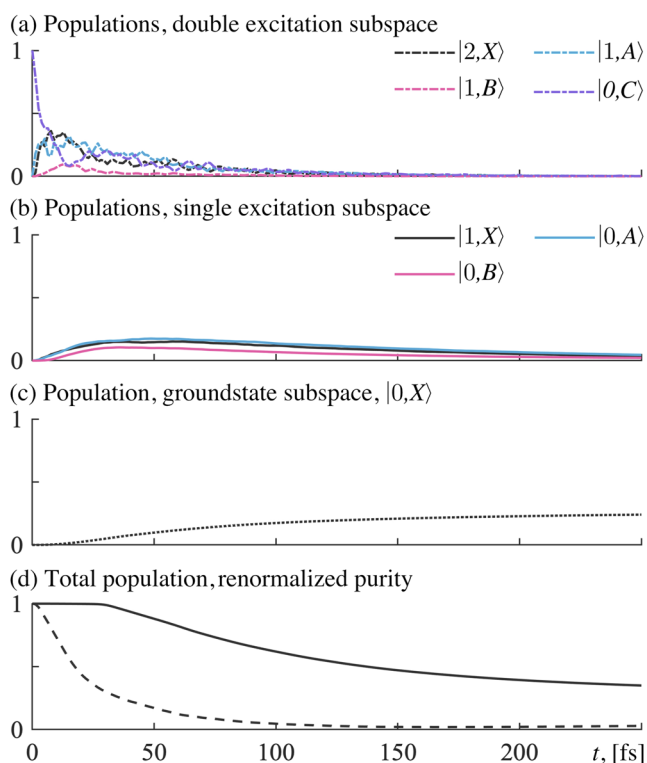 (a) Populations, double excitation subspace
1
|2,X⟩
|1,A⟩
|1,B⟩
|0,C⟩
0
(b) Populations, single excitation subspace
1
|1,X⟩
|0,A⟩
|0,B⟩
0
(c) Population, groundstate subspace, |0,X⟩
1
0
(d) Total population, renormalized purity
1
0
0 50 100 150 200 t, [fs]